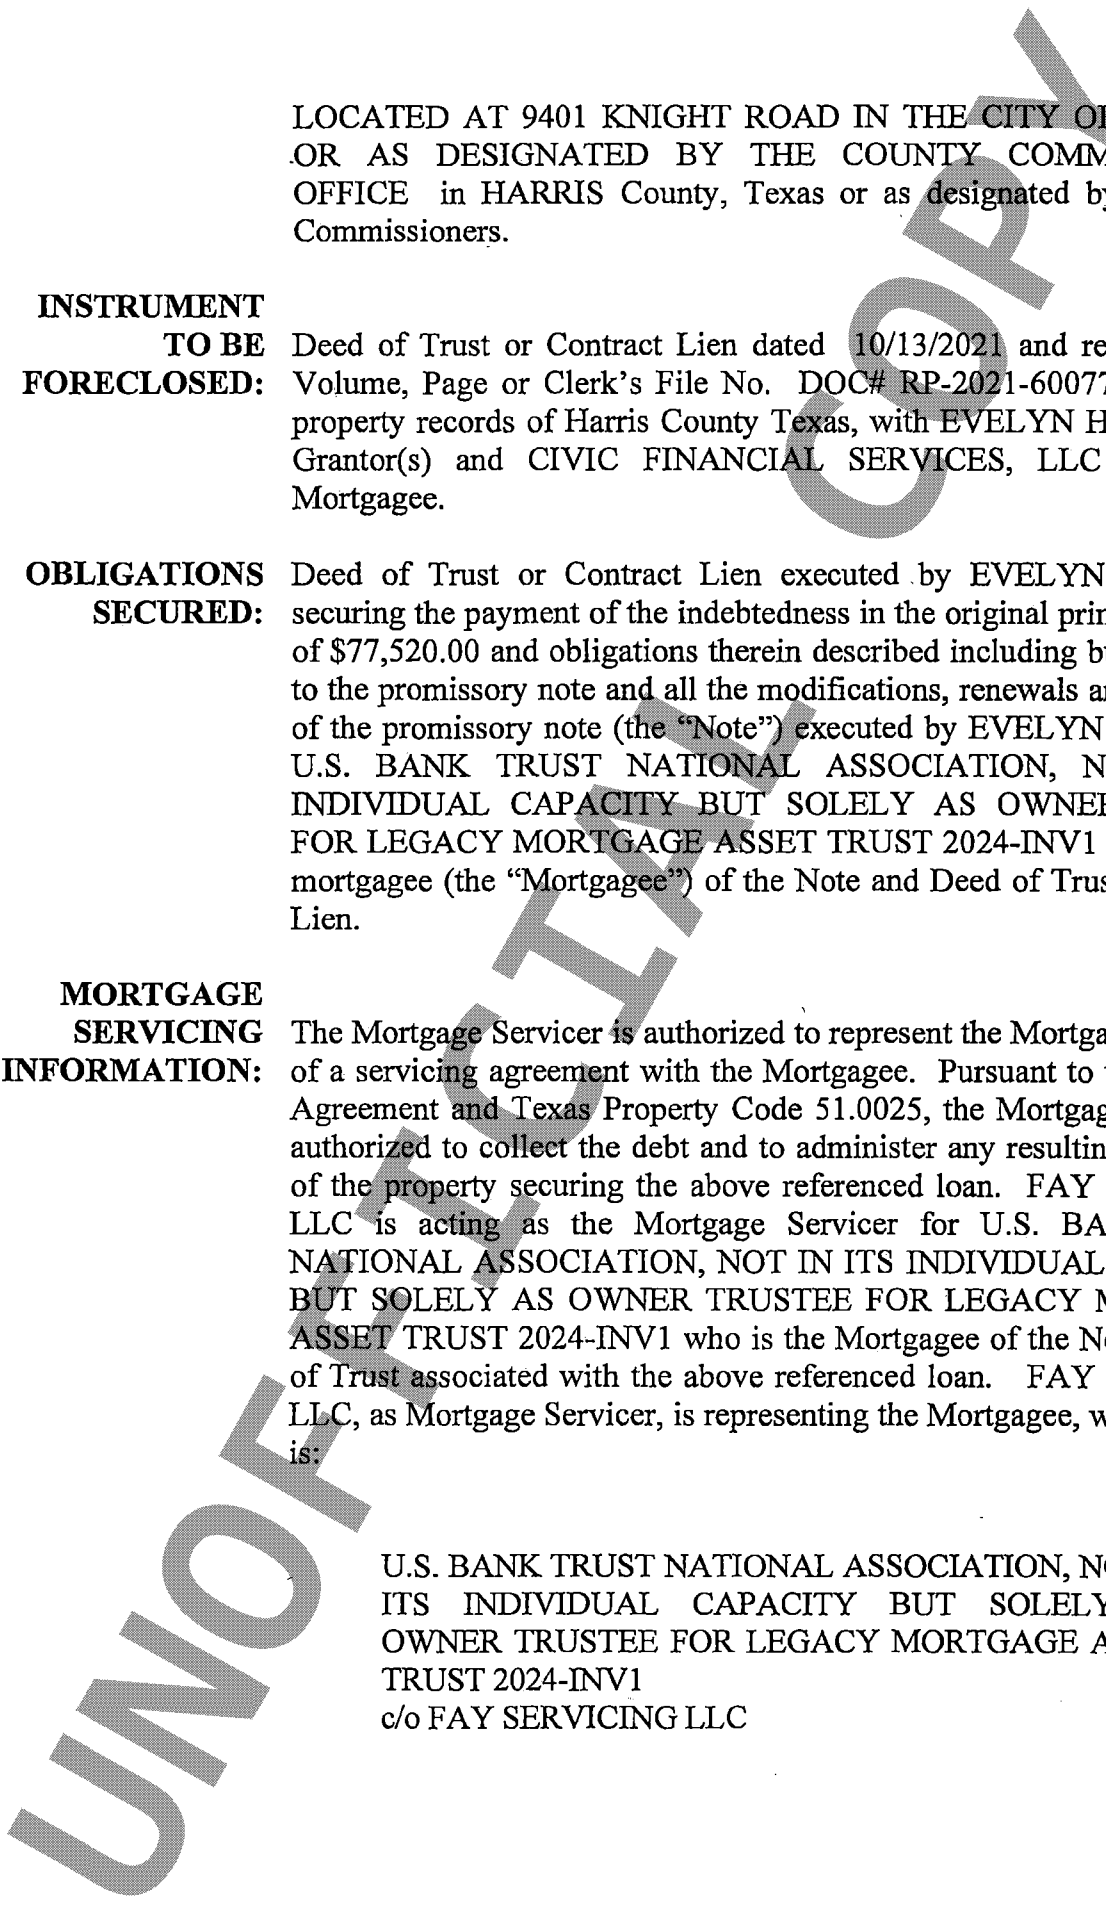 LOCATED AT 9401 KNIGHT ROAD IN THE CITY
OR AS DESIGNATED BY THE COUNTY
OFFICE in HARRIS County, Texas or as designated
Commissioners.
INSTRUMENT
TO BE Deed of Trust or Contract Lien dated 10/13/2021 and
FORECLOSED: Volume, Page or Clerk's File No. DOC# RP-2021-60077
property records of Harris County Texas, with EVELYN
Grantor(s) and CIVIC FINANCIAL SERVICES, LLC
Mortgagee.
OBLIGATIONS Deed of Trust or Contract Lien executed by EVELYN
SECURED: securing the payment of the indebtedness in the original
of $77,520.00 and obligations therein described including
to the promissory note and all the modifications, renewals
of the promissory note (the “Note”) executed by EVELYN
U.S. BANK TRUST NATIONAL ASSOCIATION,
INDIVIDUAL CAPACITY BUT SOLELY AS OWNER
FOR LEGACY MORTGAGE ASSET TRUST 2024-INV1
mortgagee (the “Mortgagee”) of the Note and Deed of
Lien.
MORTGAGE
SERVICING The Mortgage Servicer is authorized to represent the
INFORMATION: of a servicing agreement with the Mortgagee. Pursuant to
Agreement and Texas Property Code 51.0025, the
authorized to collect the debt and to administer any
of the property securing the above referenced loan. FAY
LLC is acting as the Mortgage Servicer for U.S.
NATIONAL ASSOCIATION, NOT IN ITS INDIVIDUAL
BUT SOLELY AS OWNER TRUSTEE FOR LEGACY
ASSET TRUST 2024-INV1 who is the Mortgagee of the
of Trust associated with the above referenced loan. FAY
LLC, as Mortgage Servicer, is representing the Mortgagee,
is:
U.S. BANK TRUST NATIONAL ASSOCIATION,
ITS INDIVIDUAL CAPACITY BUT SOLELY
OWNER TRUSTEE FOR LEGACY MORTGAGE
TRUST 2024-INV1
c/o FAY SERVICING LLC
UNOFFICIAL COPY